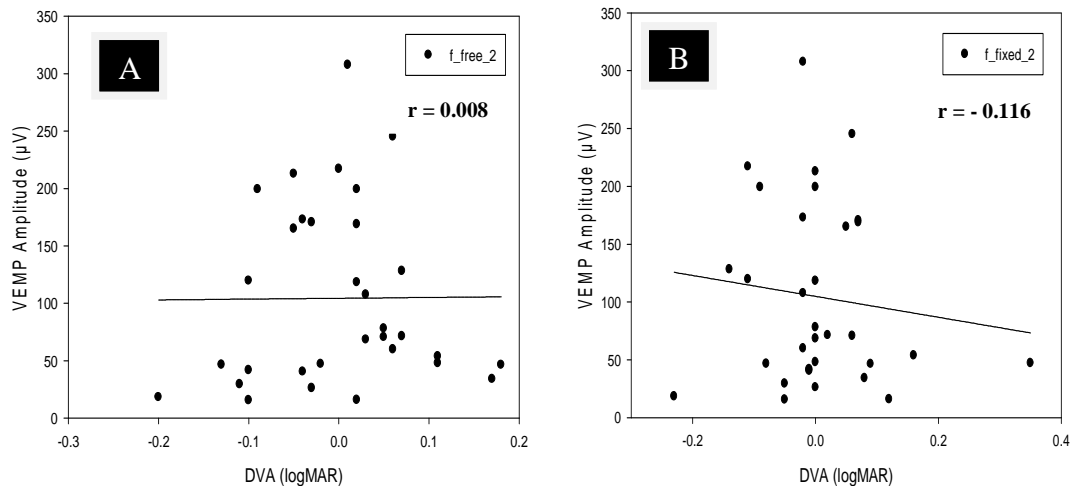 A
f_free_2
r = 0.008
350
300
250
200
150
100
50
0
VEMP Amplitude (µV)
-0.3
-0.2
-0.1
0.0
0.1
0.2
DVA (logMAR)
B
f_fixed_2
r = - 0.116
350
300
250
200
150
100
50
0
VEMP Amplitude (µV)
-0.2
0.0
0.2
0.4
DVA (logMAR)